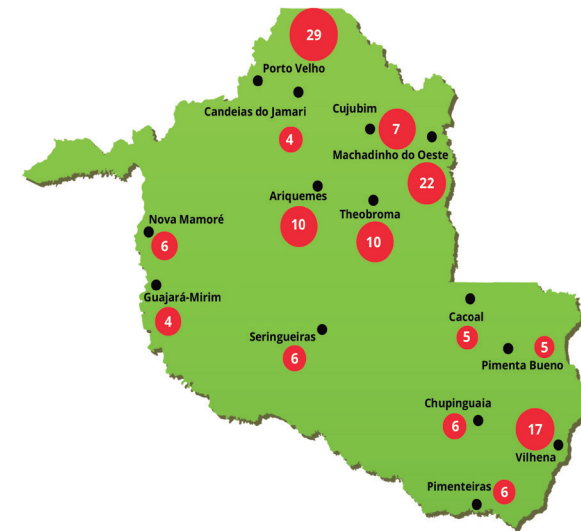 29
Porto Velho
Candeias do Jamari
4
Cujubim
7
Machadinho do Oeste
22
Ariquemes
10
Theobroma
10
Nova Mamoré
6
Guajará-Mirim
4
Seringueiras
6
Cacoal
5
Pimenta Bueno
5
Chupinguaia
6
17
Vilhena
Pimenteiras
6